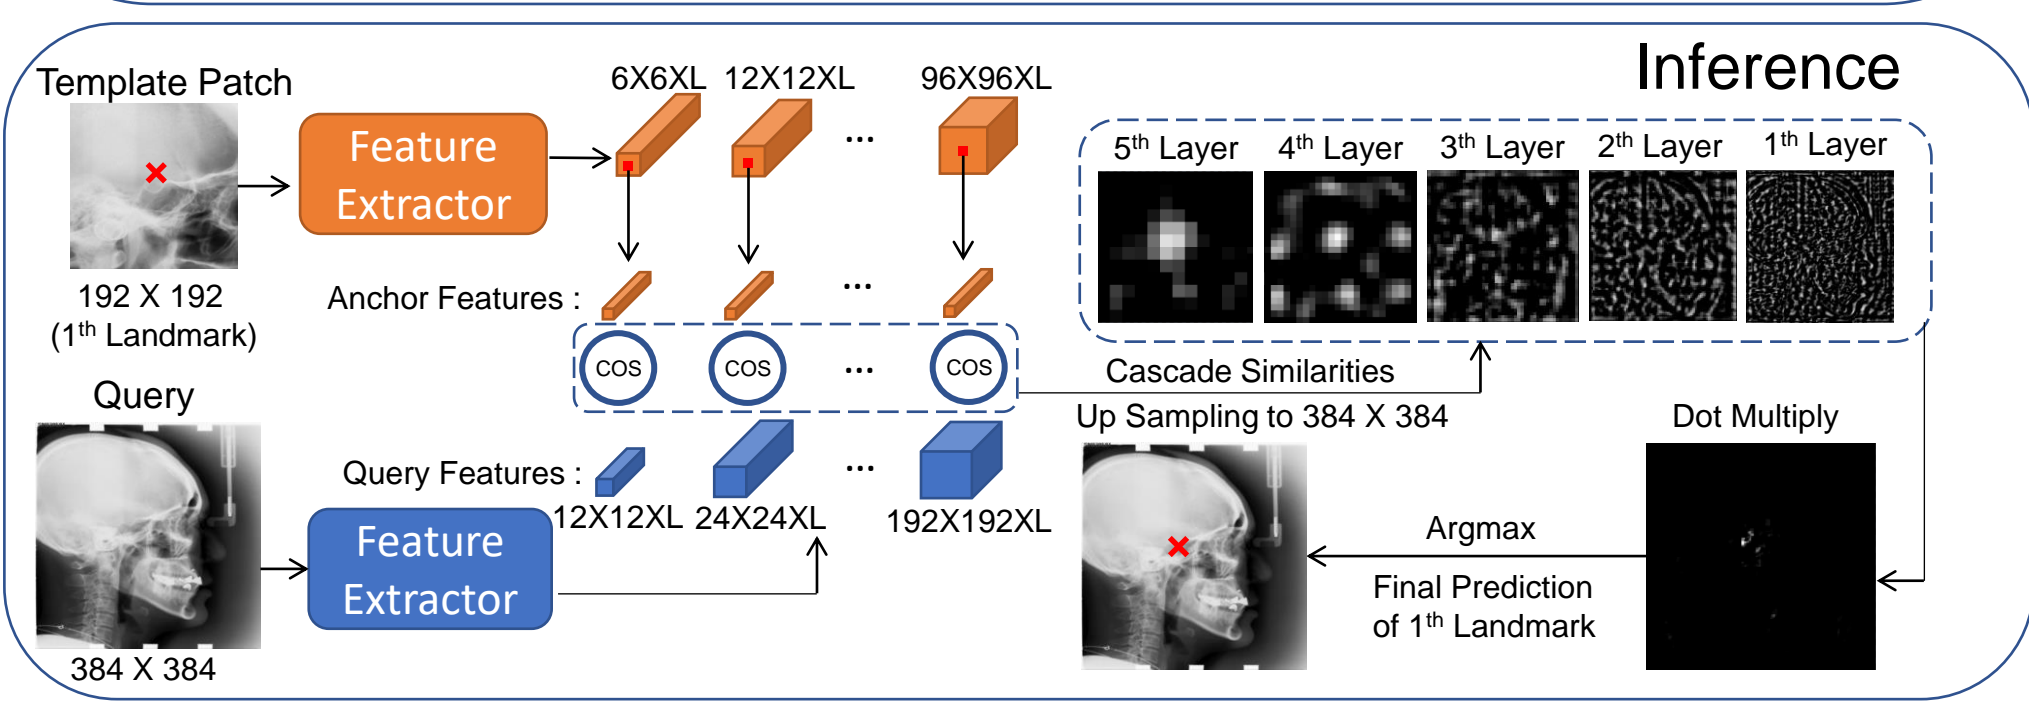 Inference
Template Patch
192 X 192
(1th Landmark)
Feature
Extractor
6X6XL
12X12XL
...
96X96XL
Anchor Features :
...
COS
COS
...
COS
Query
384 X 384
Feature
Extractor
Query Features :
...
12X12XL
24X24XL
192X192XL
5th Layer
4th Layer
3th Layer
2th Layer
1th Layer
Cascade Similarities
Up Sampling to 384 X 384
Dot Multiply
Argmax
Final Prediction
of 1th Landmark